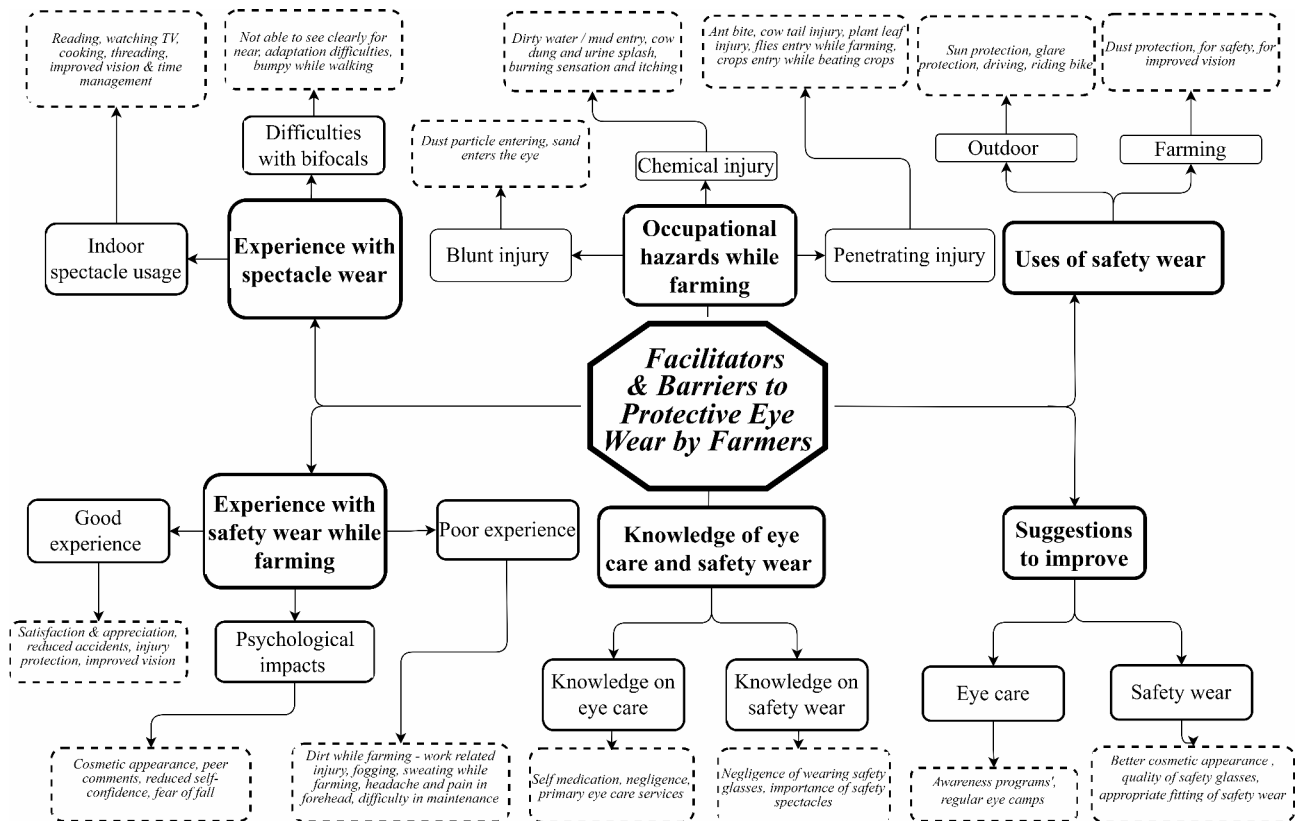 Reading, watching TV,
cooking, threading,
improved vision & time
management
Not able to see clearly for
near, adaptation difficulties,
bumpy while walking
Dirty water / mud entry, cow
dung and urine splash,
burning sensation and itching
Ant bite, cow tail injury, plant leaf
injury, flies entry while farming,
crops entry while beating crops
Sun protection, glare
protection, driving, riding bike
Dust protection, for safety, for
improved vision
Difficulties
with bifocals
Dust particle entering, sand
enters the eye
Chemical injury
Outdoor
Farming
Indoor
spectacle usage
Experience with
spectacle wear
Blunt injury
Occupational
hazards while
farming
Penetrating injury
Uses of safety wear
Facilitators
& Barriers to
Protective Eye
Wear by Farmers
Good
experience
Experience with
safety wear while
farming
Poor experience
Knowledge of eye
care and safety wear
Suggestions
to improve
Satisfaction & appreciation,
reduced accidents, injury
protection, improved vision
Psychological
impacts
Knowledge on
eye care
Knowledge on
safety wear
Eye care
Safety wear
Cosmetic appearance, peer
comments, reduced self-
confidence, fear of fall
Dirt while farming - work related
injury, fogging, sweating while
farming, headache and pain in
forehead, difficulty in maintenance
Self medication, negligence,
primary eye care services
Negligence of wearing safety
glasses, importance of safety
spectacles
Awareness programs',
regular eye camps
Better cosmetic appearance ,
quality of safety glasses,
appropriate fitting of safety wear